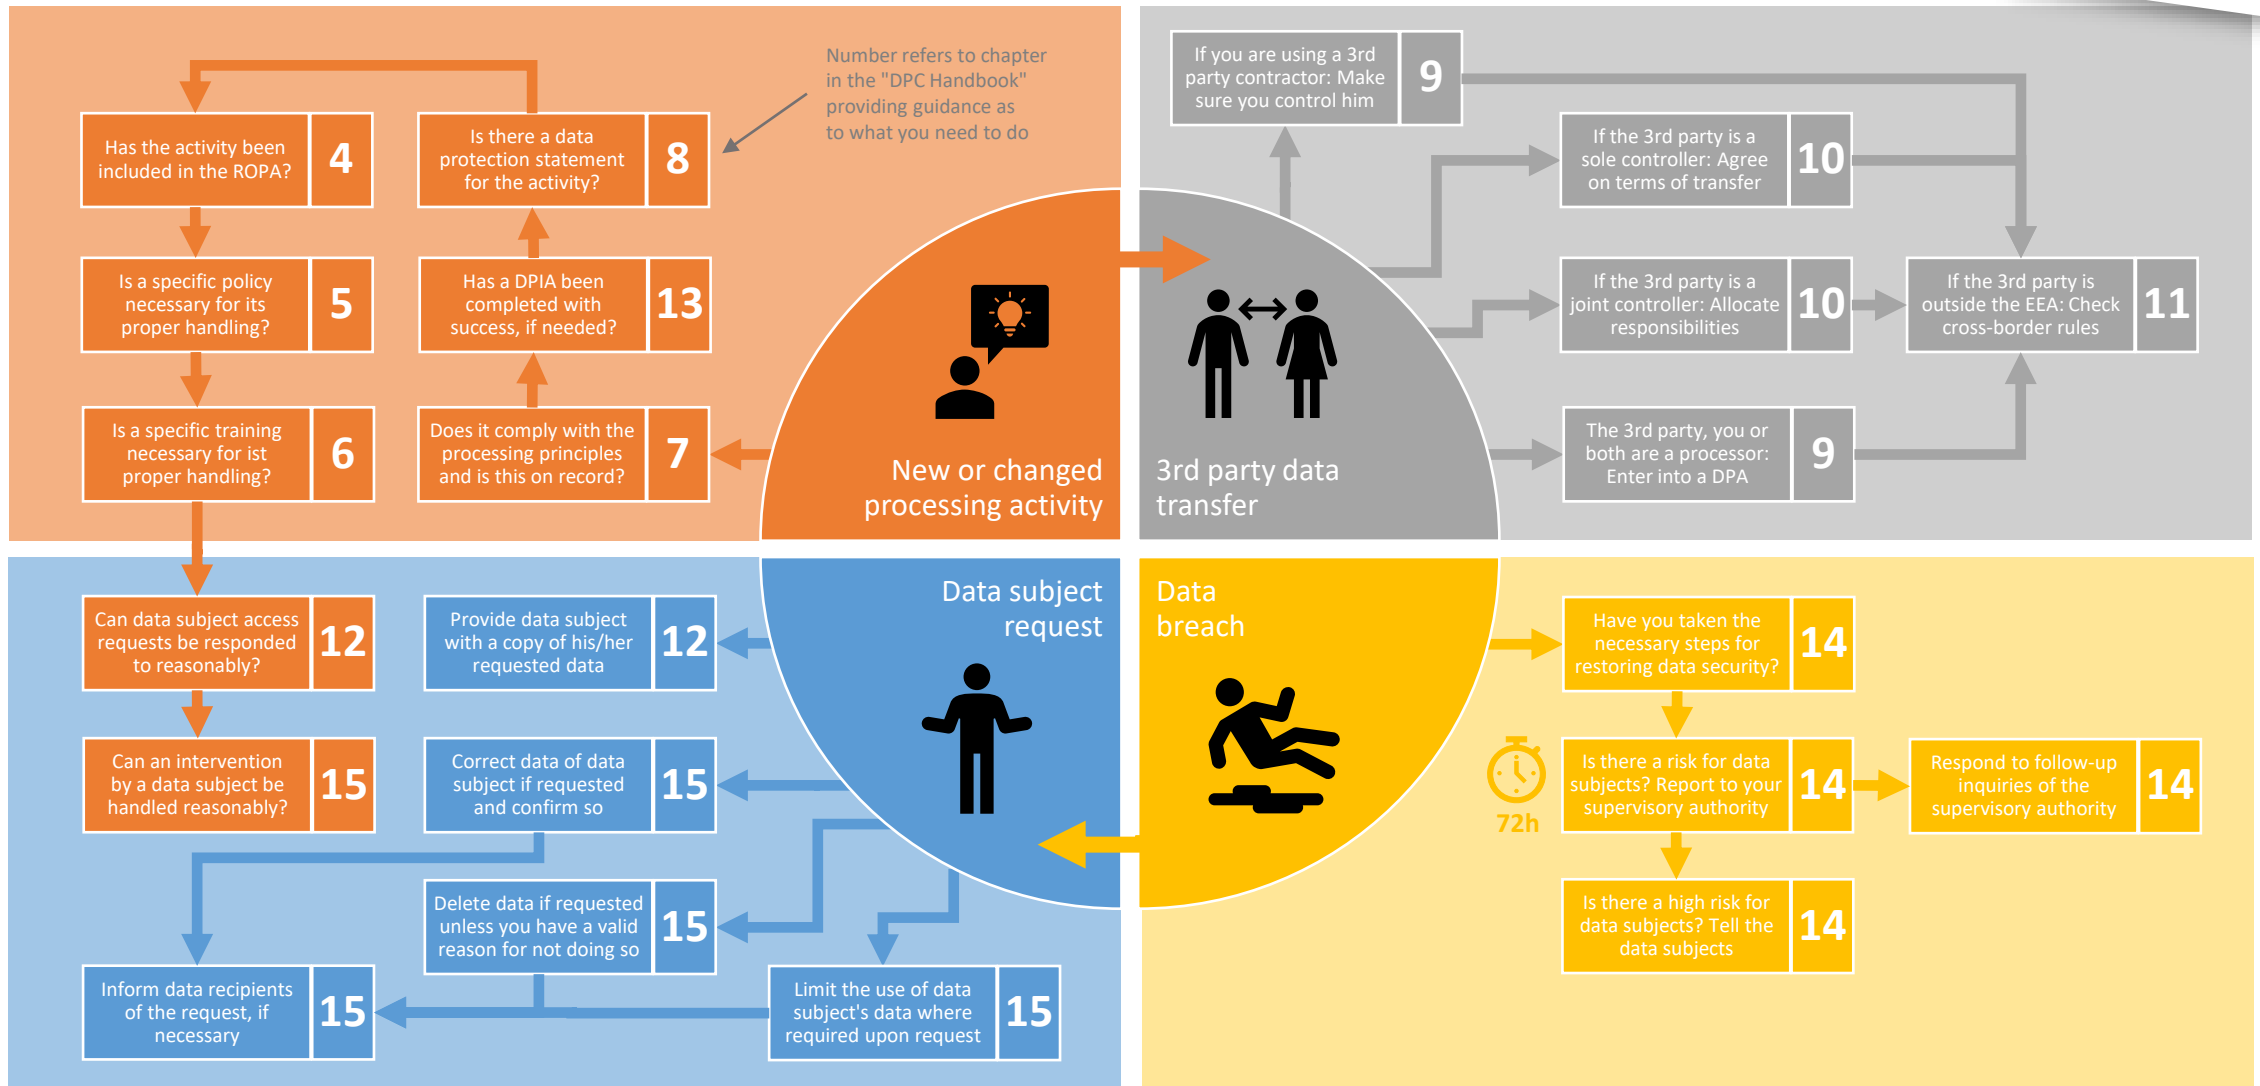 Number refers to chapter
in the "DPC Handbook"
providing guidance as
to what you need to do
Has the activity been
included in the ROPA?
4
Is there a data
protection statement
for the activity?
8
Is a specific policy
necessary for its
proper handling?
5
Has a DPIA been
completed with
success, if needed?
13
Is a specific training
necessary for ist
proper handling?
6
Does it comply with the
processing principles
and is this on record?
7
New or changed
processing activity
If you are using a 3rd
party contractor: Make
sure you control him
9
If the 3rd party is a
sole controller: Agree
on terms of transfer
10
If the 3rd party is a
joint controller: Allocate
responsibilities
10
If the 3rd party is
outside the EEA: Check
cross-border rules
11
The 3rd party, you or
both are a processor:
Enter into a DPA
9
3rd party data
transfer
Can data subject access
requests be responded
to reasonably?
12
Provide data subject
with a copy of his/her
requested data
12
Data subject
request
Can an intervention
by a data subject be
handled reasonably?
15
Correct data of data
subject if requested
and confirm so
15
Delete data if requested
unless you have a valid
reason for not doing so
15
Inform data recipients
of the request, if
necessary
15
Limit the use of data
subject's data where
required upon request
15
Data
breach
Have you taken the
necessary steps for
restoring data security?
14
72h
Is there a risk for data
subjects? Report to your
supervisory authority
14
Respond to follow-up
inquiries of the
supervisory authority
14
Is there a high risk for
data subjects? Tell the
data subjects
14